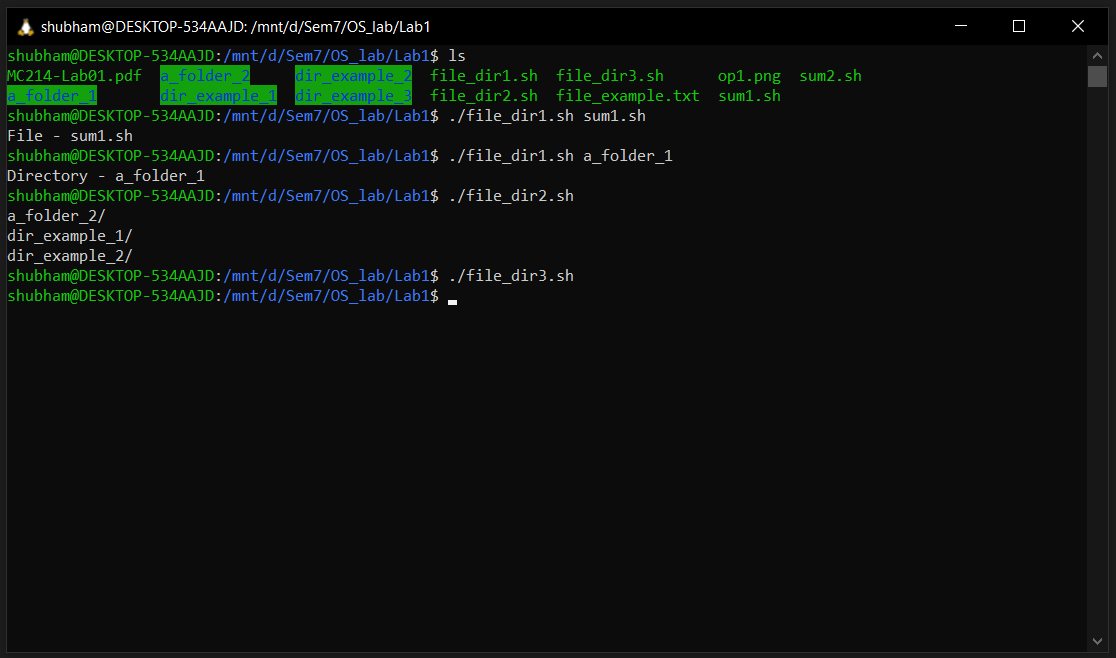 shubham@DESKTOP-534AAJD: /mnt/d/Sem7/OS_lab/Lab1
shubham@DESKTOP-534AAJD:/mnt/d/Sem7/OS_lab/Lab1$ ls
MC214-Lab01.pdf  a_folder_2     dir_example_2  file_dir1.sh  file_dir3.sh      op1.png  sum2.sh
a_folder_1       dir_example_1  dir_example_3  file_dir2.sh  file_example.txt  sum1.sh
shubham@DESKTOP-534AAJD:/mnt/d/Sem7/OS_lab/Lab1$ ./file_dir1.sh sum1.sh
File - sum1.sh
shubham@DESKTOP-534AAJD:/mnt/d/Sem7/OS_lab/Lab1$ ./file_dir1.sh a_folder_1
Directory - a_folder_1
shubham@DESKTOP-534AAJD:/mnt/d/Sem7/OS_lab/Lab1$ ./file_dir2.sh
a_folder_2/
dir_example_1/
dir_example_2/
shubham@DESKTOP-534AAJD:/mnt/d/Sem7/OS_lab/Lab1$ ./file_dir3.sh
shubham@DESKTOP-534AAJD:/mnt/d/Sem7/OS_lab/Lab1$